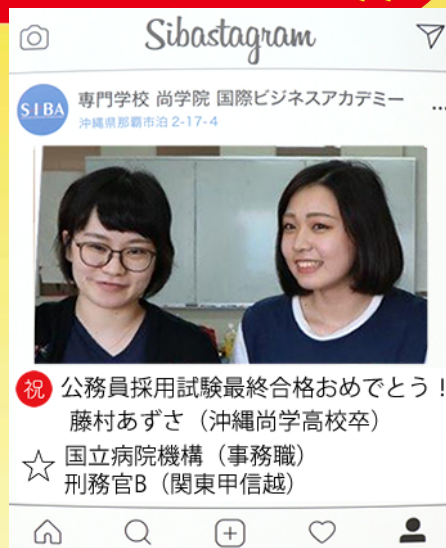 Sibastagram
SIBA
専門学校 尚学院 国際ビジネスアカデミー
沖縄県那覇市泊 2-17-4
祝 公務員採用試験最終合格おめでとう！
藤村あずさ（沖縄尚学高校卒）
国立病院機構（事務職）
刑務官B（関東甲信越）